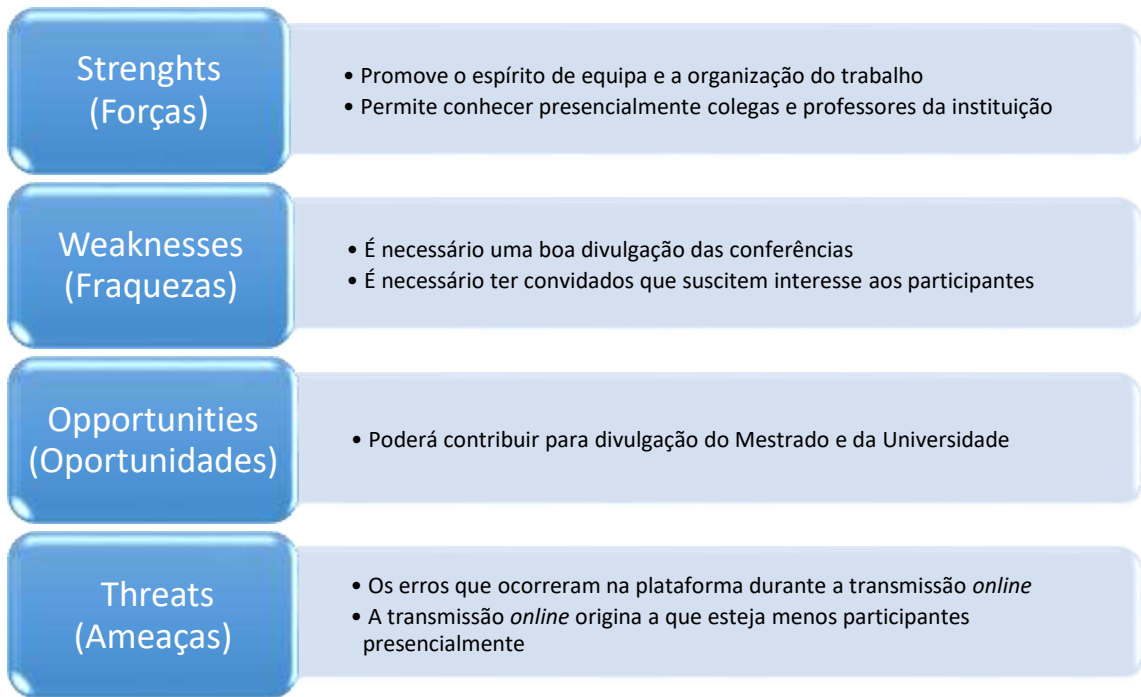 Strenghts
(Forças)
• Promove o espírito de equipa e a organização do trabalho
• Permite conhecer presencialmente colegas e professores da instituição
Weaknesses
(Fraquezas)
• É necessário uma boa divulgação das conferências
• É necessário ter convidados que suscitem interesse aos participantes
Opportunities
(Oportunidades)
• Poderá contribuir para divulgação do Mestrado e da Universidade
Threats
(Ameaças)
• Os erros que ocorreram na plataforma durante a transmissão online
• A transmissão online origina a que esteja menos participantes
presencialmente